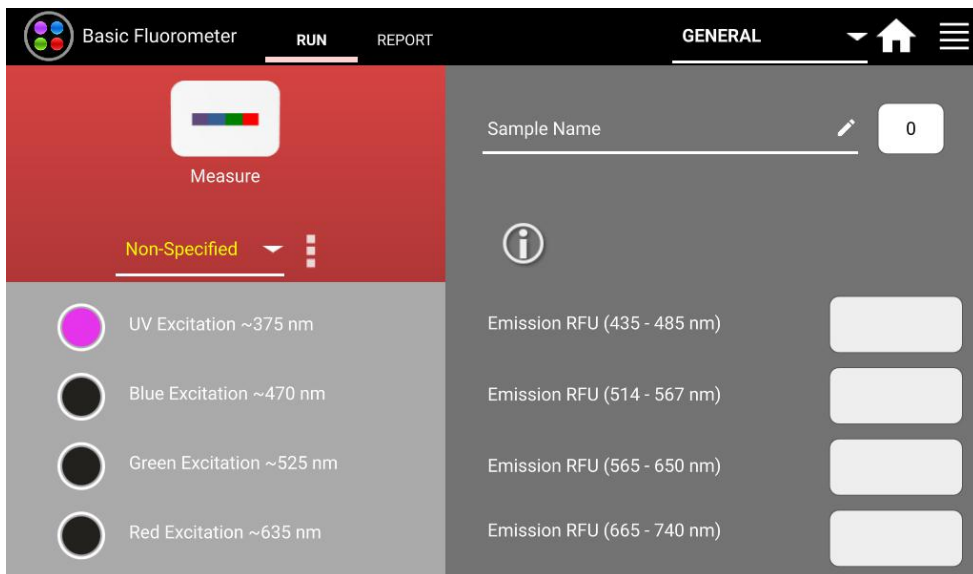 Basic Fluorometer RUN REPORT GENERAL
Measure
Non-Specified
Sample Name 0
UV Excitation ~375 nm Emission RFU (435 - 485 nm)
Blue Excitation ~470 nm Emission RFU (514 - 567 nm)
Green Excitation ~525 nm Emission RFU (565 - 650 nm)
Red Excitation ~635 nm Emission RFU (665 - 740 nm)